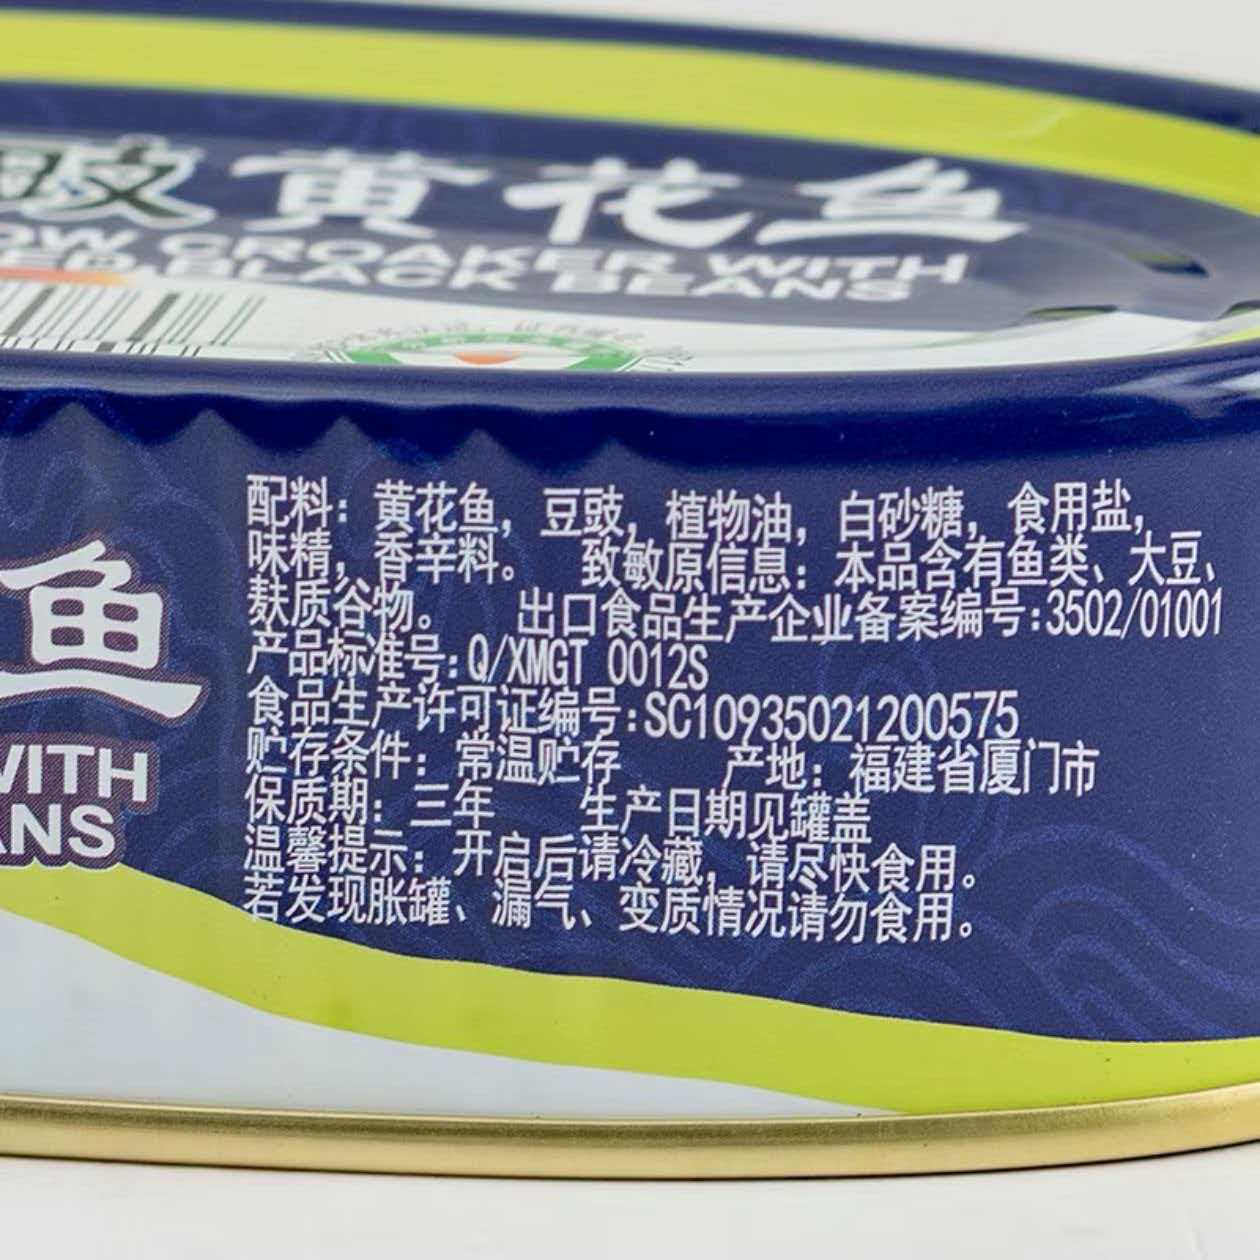 豉黄花鱼
OW CROAKER WITH
ED BLACK BEANS
鱼
WITH
ANS
配料：黄花鱼，豆豉，植物油，白砂糖，食用盐，
味精，香辛料。 致敏原信息：本品含有鱼类、大豆、
麸质谷物。 出口食品生产企业备案编号:3502/01001
产品标准号:Q/XMGT 0012S
食品生产许可证编号:SC10935021200575
贮存条件：常温贮存 产地：福建省厦门市
保质期：三年 生产日期见罐盖
温馨提示：开启后请冷藏，请尽快食用。
若发现胀罐、漏气、变质情况请勿食用。